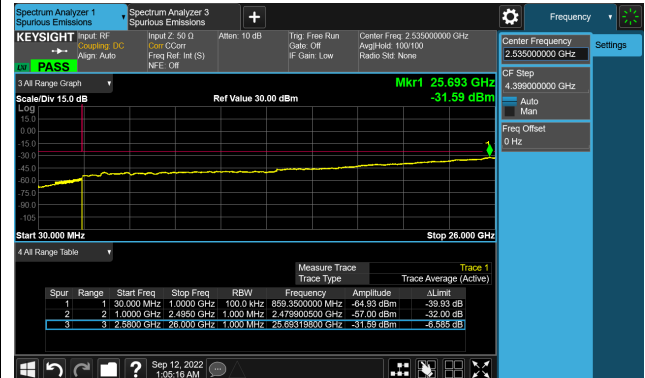 Spectrum Analyzer 1
Spurious Emissions
Spectrum Analyzer 3
Spurious Emissions
Frequency
KEYSIGHT
Input: RF
Coupling: DC
Align: Auto
Input Z: 50 Ω
Corr CCorr
Freq Ref: Int (S)
NFE: Off
Atten: 10 dB
Trig: Free Run
Gate: Off
IF Gain: Low
Center Freq: 2.535000000 GHz
Avg|Hold: 100/100
Radio Std: None
PASS
Center Frequency
2.535000000 GHz
Settings
CF Step
4.399000000 GHz
Auto
Man
Freq Offset
0 Hz
3 All Range Graph
Mkr1 25.693 GHz
Scale/Div 15.0 dB
Ref Value 30.00 dBm
-31.59 dBm
Log
15.0
0.00
-15.0
-30.0
-45.0
-60.0
-75.0
-90.0
-105
1
Start 30.000 MHz
Stop 26.000 GHz
4 All Range Table
Measure Trace Trace 1
Trace Type Trace Average (Active)
Spur Range Start Freq Stop Freq RBW Frequency Amplitude ΔLimit
1 1 30.000 MHz 1.0000 GHz 100.0 kHz 859.3500000 MHz -64.93 dBm -39.93 dB
2 2 1.0000 GHz 2.4950 GHz 1.000 MHz 2.479900500 GHz -57.00 dBm -32.00 dB
3 3 2.5800 GHz 26.000 GHz 1.000 MHz 25.69319800 GHz -31.59 dBm -6.585 dB
Sep 12, 2022
1:05:16 AM